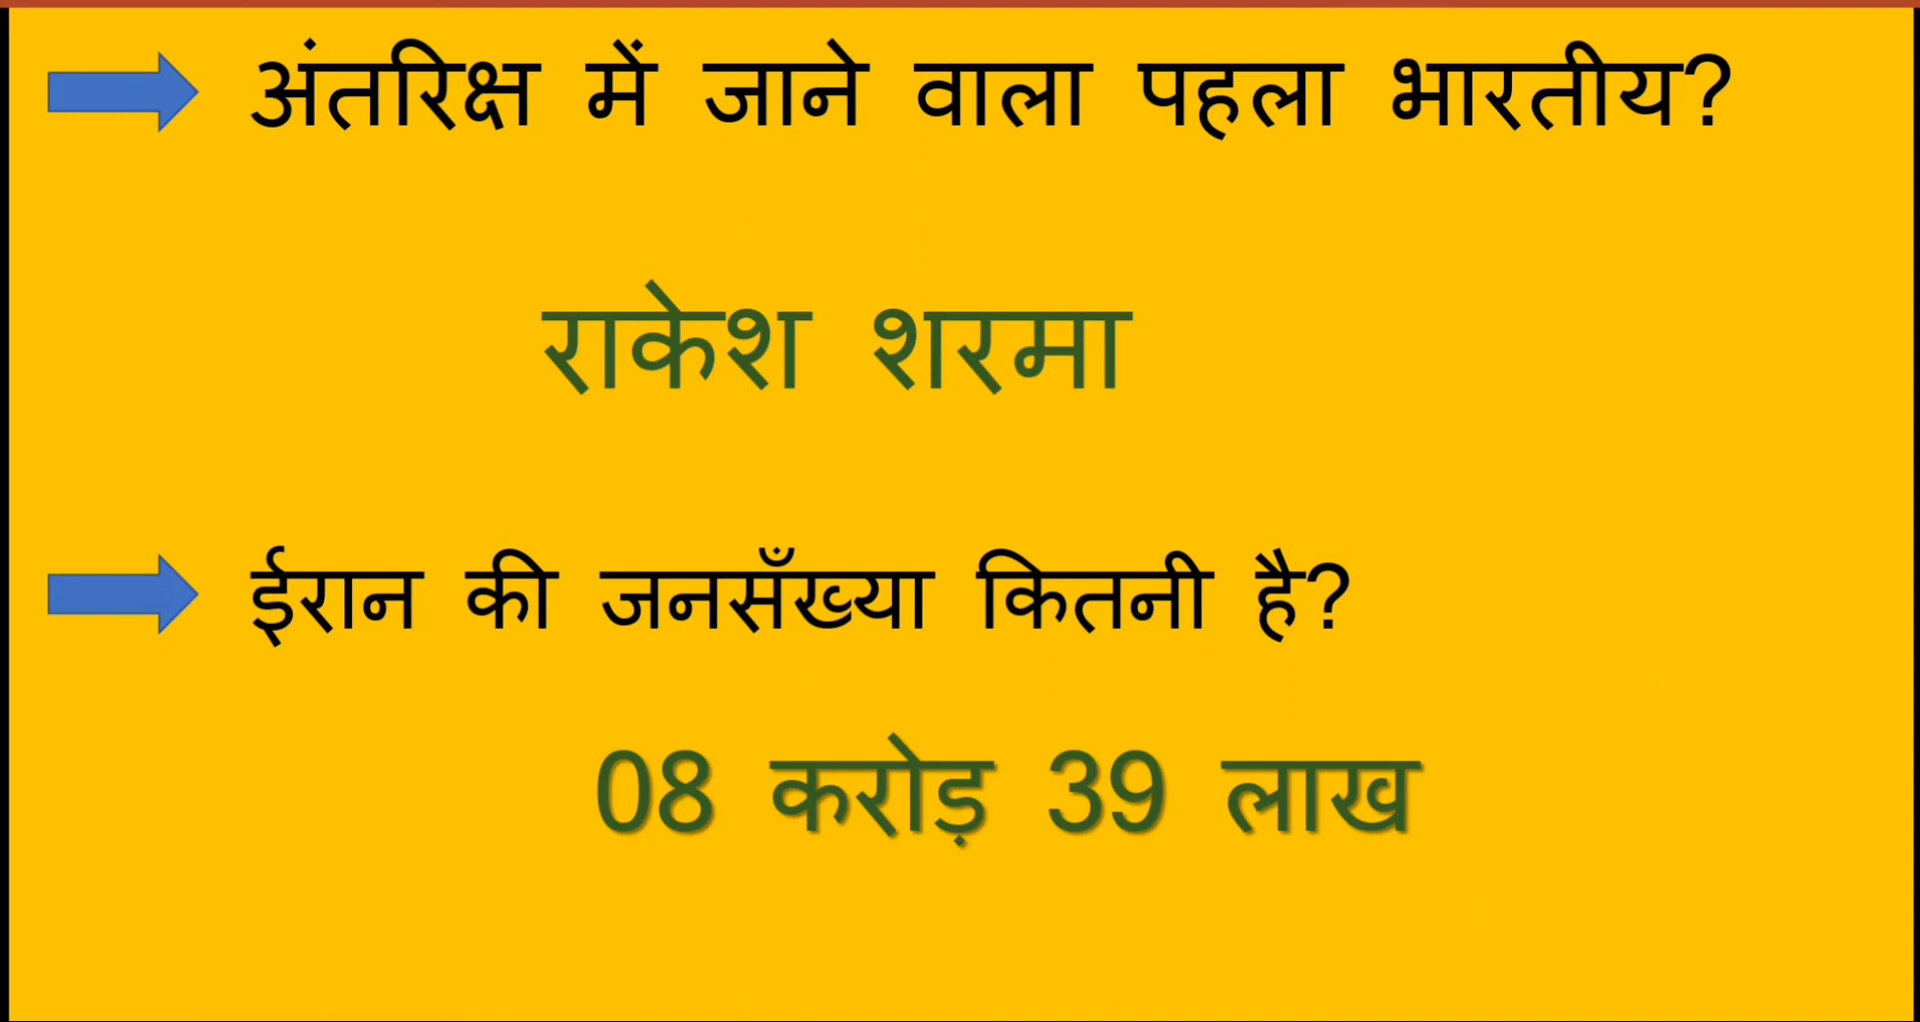 अंतरिक्ष में जाने वाला पहला भारतीय?
राकेश शरमा
ईरान की जनसँख्या कितनी है?
08 करोड़ 39 लाख